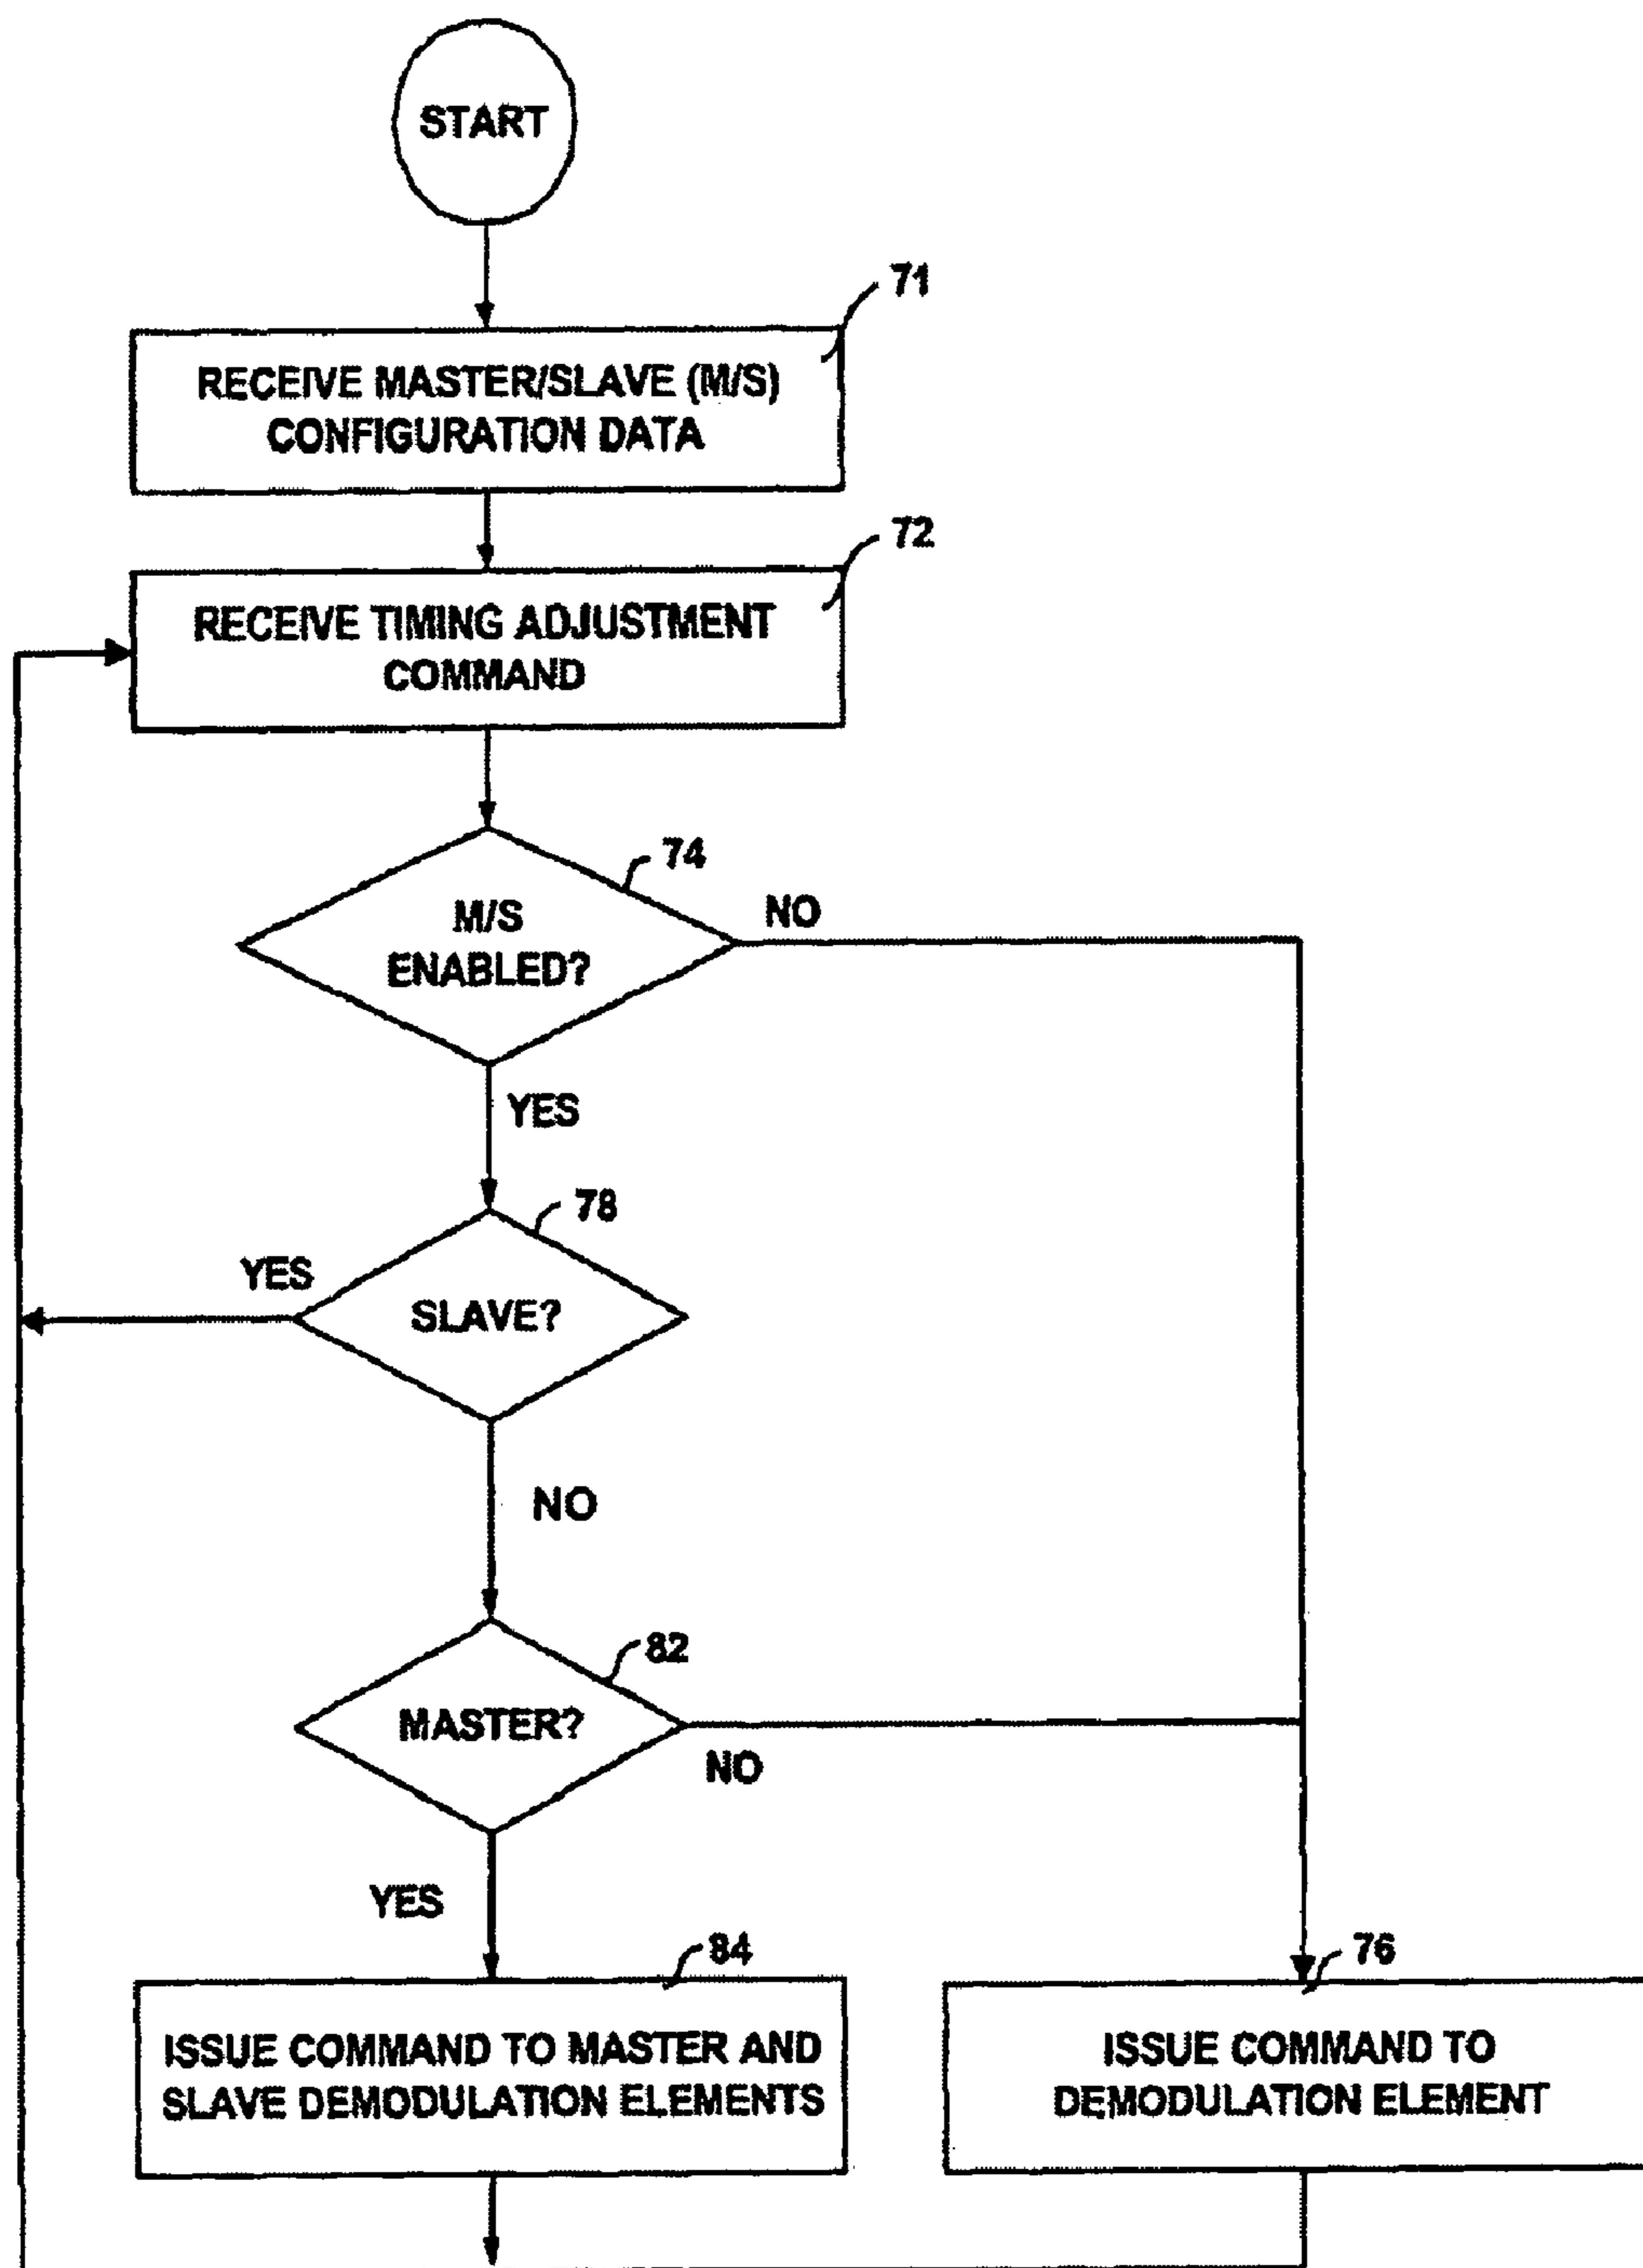 START
71
RECEIVE MASTER/SLAVE (M/S)
CONFIGURATION DATA
72
RECEIVE TIMING ADJUSTMENT
COMMAND
74
M/S
ENABLED?
NO
YES
78
YES
SLAVE?
NO
82
MASTER?
NO
YES
84
ISSUE COMMAND TO MASTER AND
SLAVE DEMODULATION ELEMENTS
76
ISSUE COMMAND TO
DEMODULATION ELEMENT